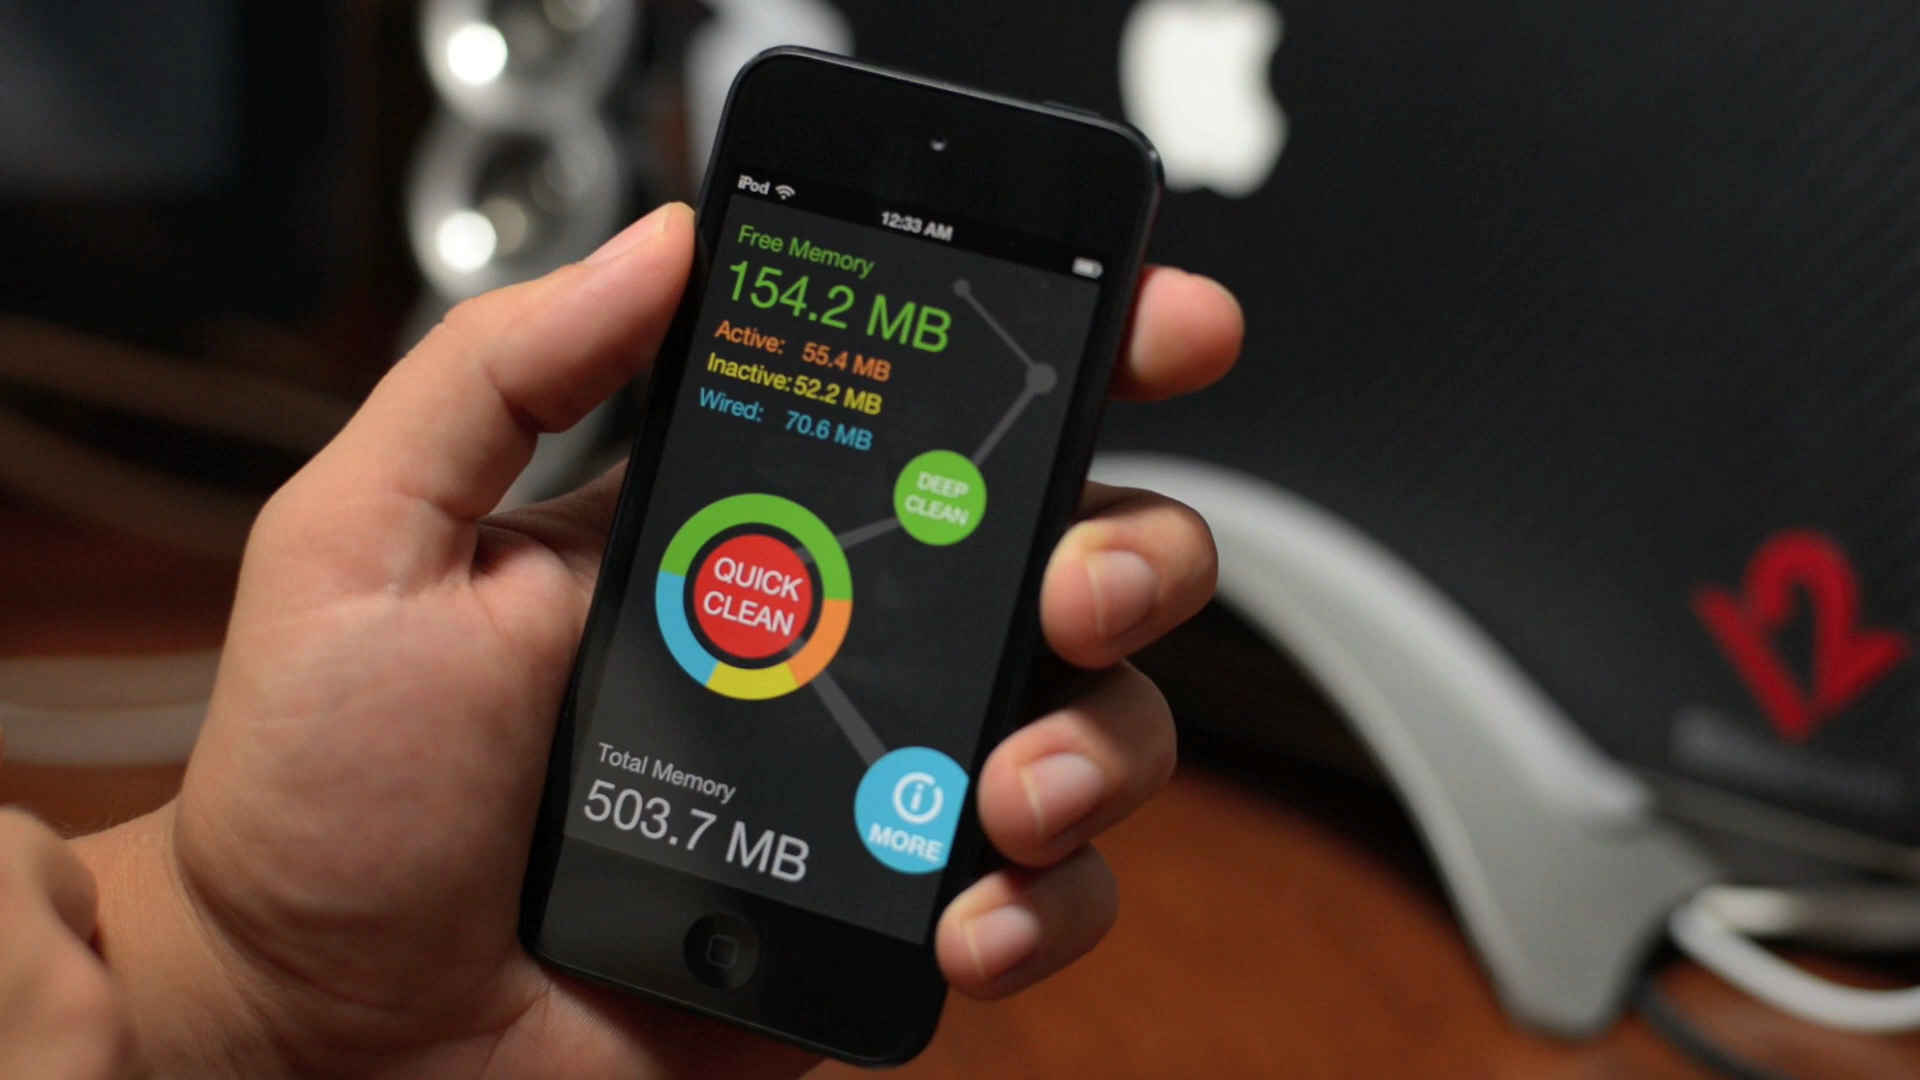 iPod
12:33 AM
Free Memory
154.2 MB
Active: 55.4 MB
Inactive: 52.2 MB
Wired: 70.6 MB
DEEP
CLEAN
QUICK
CLEAN
Total Memory
503.7 MB
MORE